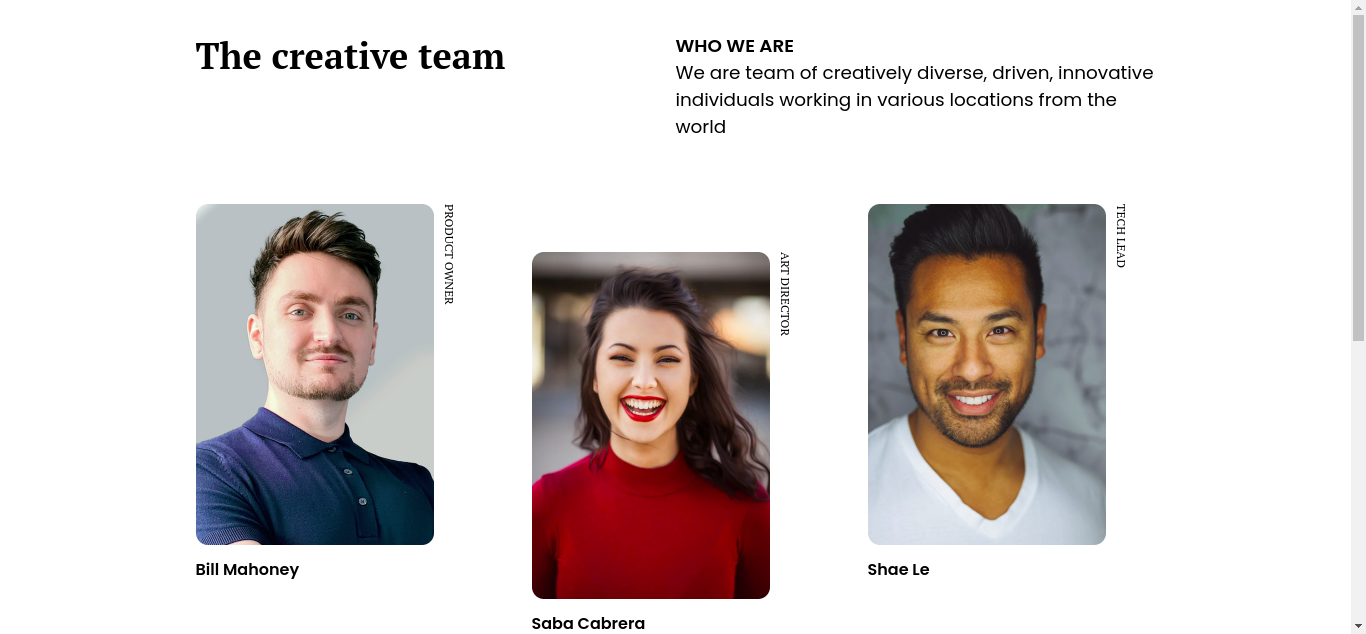 The creative team
WHO WE ARE
We are team of creatively diverse, driven, innovative
individuals working in various locations from the
world
PRODUCT OWNER
Bill Mahoney
ART DIRECTOR
Saba Cabrera
TECH LEAD
Shae Le